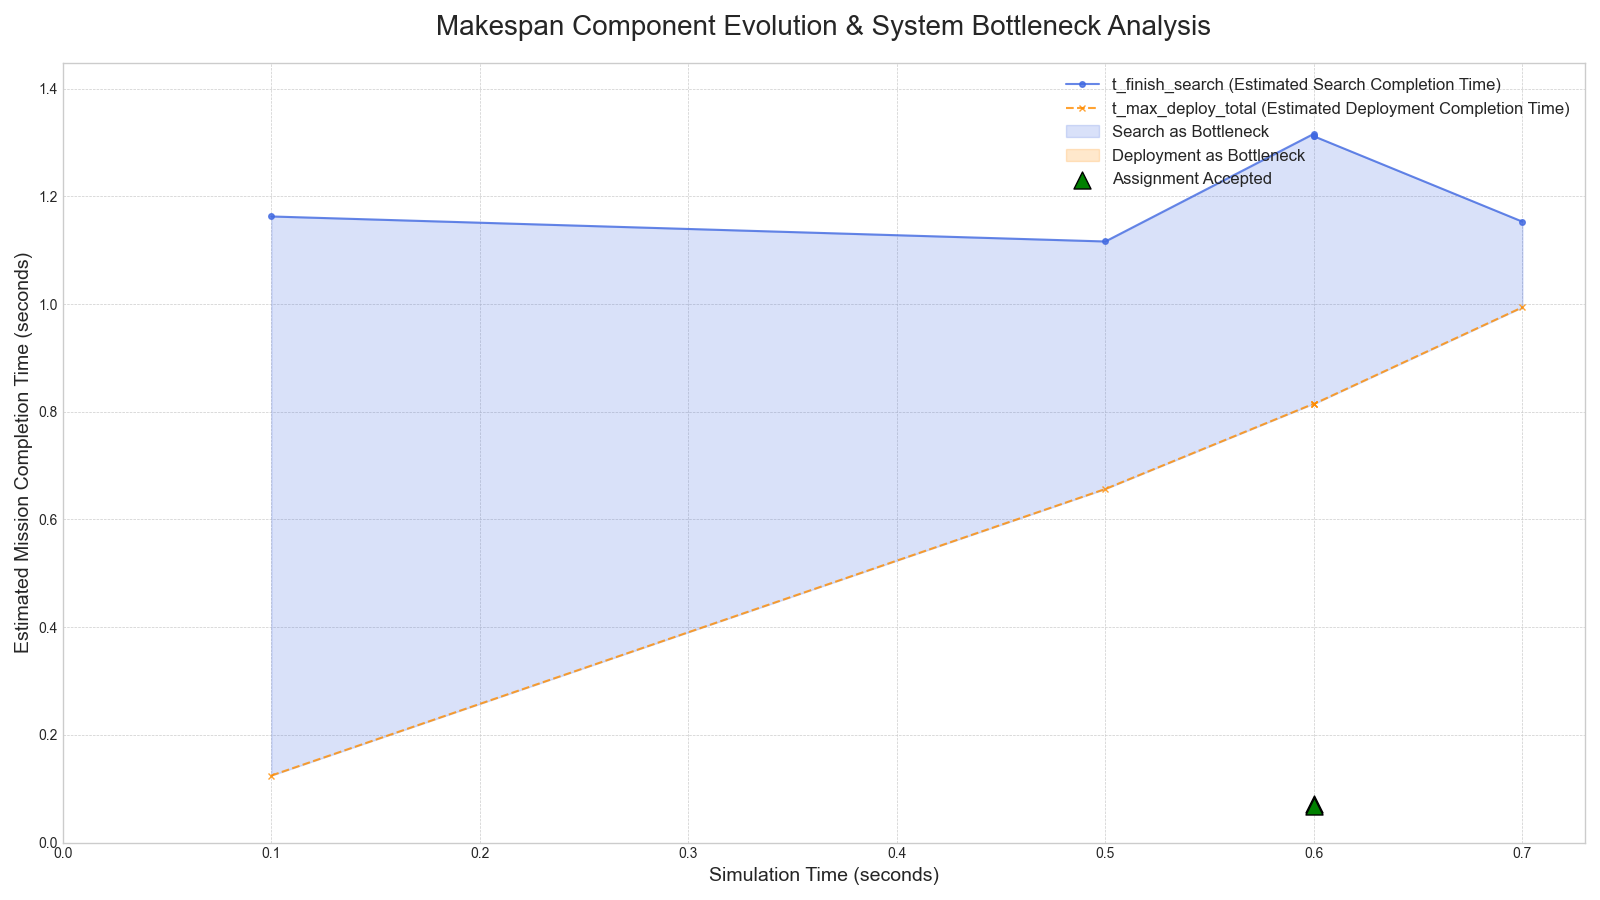 Makespan Component Evolution & System Bottleneck Analysis
t_finish_search (Estimated Search Completion Time)
t_max_deploy_total (Estimated Deployment Completion Time)
Search as Bottleneck
Deployment as Bottleneck
Assignment Accepted
Estimated Mission Completion Time (seconds)
1.4
1.2
1.0
0.8
0.6
0.4
0.2
0.0
0.0 0.1 0.2 0.3 0.4 0.5 0.6 0.7
Simulation Time (seconds)